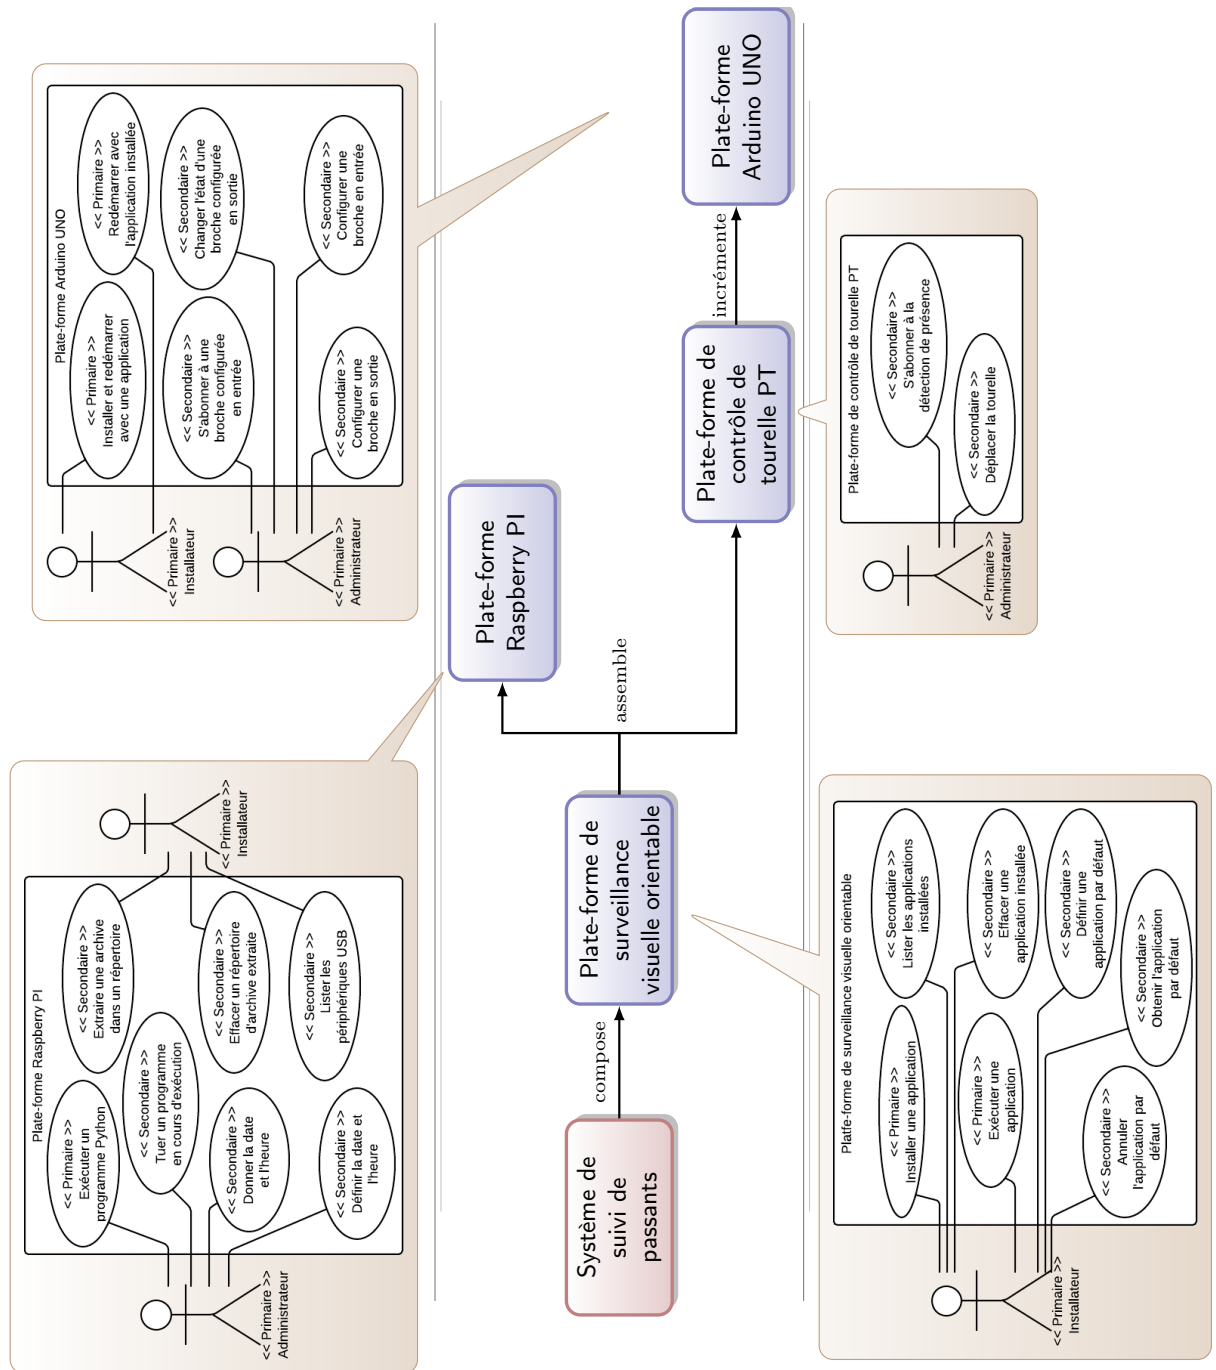 Plate-forme Raspberry PI
<< Primaire >>
Exécuter un
programme Python
<< Secondaire >>
Extraire une archive
dans un répertoire
<< Secondaire >>
Tuer un programme
en cours d'exécution
<< Secondaire >>
Effacer un répertoire
d'archive extraite
<< Secondaire >>
Donner la date
et l'heure
<< Secondaire >>
Lister les
périphériques USB
<< Secondaire >>
Définir la date et
l'heure
<< Primaire >>
Administrateur
<< Primaire >>
Installateur
Plate-forme Arduino UNO
<< Primaire >>
Installer et redémarrer
avec une application
<< Primaire >>
Redémarrer avec
l'application installée
<< Secondaire >>
S'abonner à une
broche configurée
en entrée
<< Secondaire >>
Changer l'état d'une
broche configurée
en sortie
<< Secondaire >>
Configurer une
broche en sortie
<< Secondaire >>
Configurer une
broche en entrée
<< Primaire >>
Installateur
<< Primaire >>
Administrateur
Système de
suivi de
passants
compose
Plate-forme de
surveillance
visuelle orientable
assemble
Plate-forme
Raspberry PI
Plate-forme de
contrôle de
tourelle PT
incrémente
Plate-forme
Arduino UNO
Platfe-forme de surveillance visuelle orientable
<< Primaire >>
Installer une application
<< Secondaire >>
Lister les applications
installées
<< Primaire >>
Exécuter une
application
<< Secondaire >>
Effacer une
application installée
<< Secondaire >>
Définir une
application par défaut
<< Secondaire >>
Annuler
l'application par
défaut
<< Secondaire >>
Obtenir l'application
par défaut
<< Primaire >>
Installateur
Plate-forme de contrôle de tourelle PT
<< Secondaire >>
S'abonner à la
détection de présence
<< Secondaire >>
Déplacer la tourelle
<< Primaire >>
Administrateur